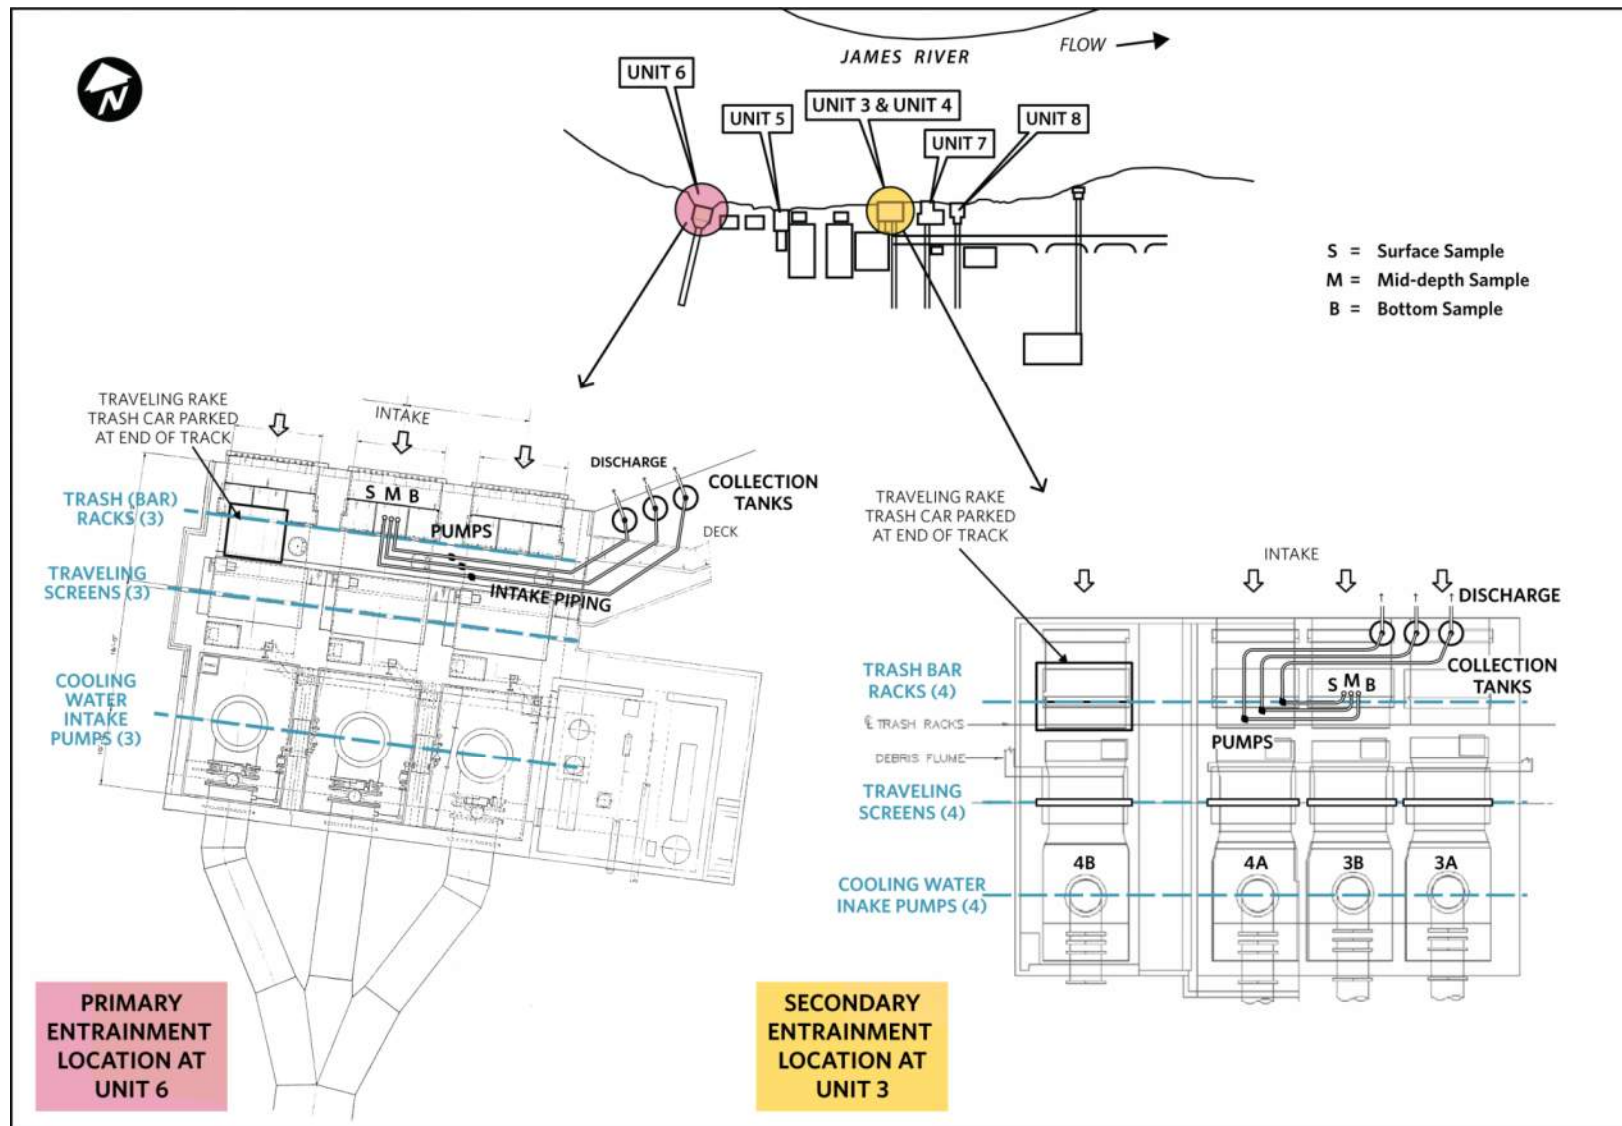 N
JAMES RIVER
FLOW
UNIT 6
UNIT 5
UNIT 3 & UNIT 4
UNIT 7
UNIT 8
S = Surface Sample
M = Mid-depth Sample
B = Bottom Sample
TRAVELING RAKE
TRASH CAR PARKED
AT END OF TRACK
INTAKE
DISCHARGE
COLLECTION
TANKS
S M B
TRASH (BAR)
RACKS (3)
PUMPS
DECK
TRAVELING
SCREENS (3)
INTAKE PIPING
COOLING
WATER
INTAKE
PUMPS (3)
PRIMARY
ENTRAINMENT
LOCATION AT
UNIT 6
TRAVELING RAKE
TRASH CAR PARKED
AT END OF TRACK
INTAKE
DISCHARGE
COLLECTION
TANKS
TRASH BAR
RACKS (4)
S M B
℄ TRASH RACKS
PUMPS
DEBRIS FLUME
TRAVELING
SCREENS (4)
4B
4A
3B
3A
COOLING WATER
INAKE PUMPS (4)
SECONDARY
ENTRAINMENT
LOCATION AT
UNIT 3